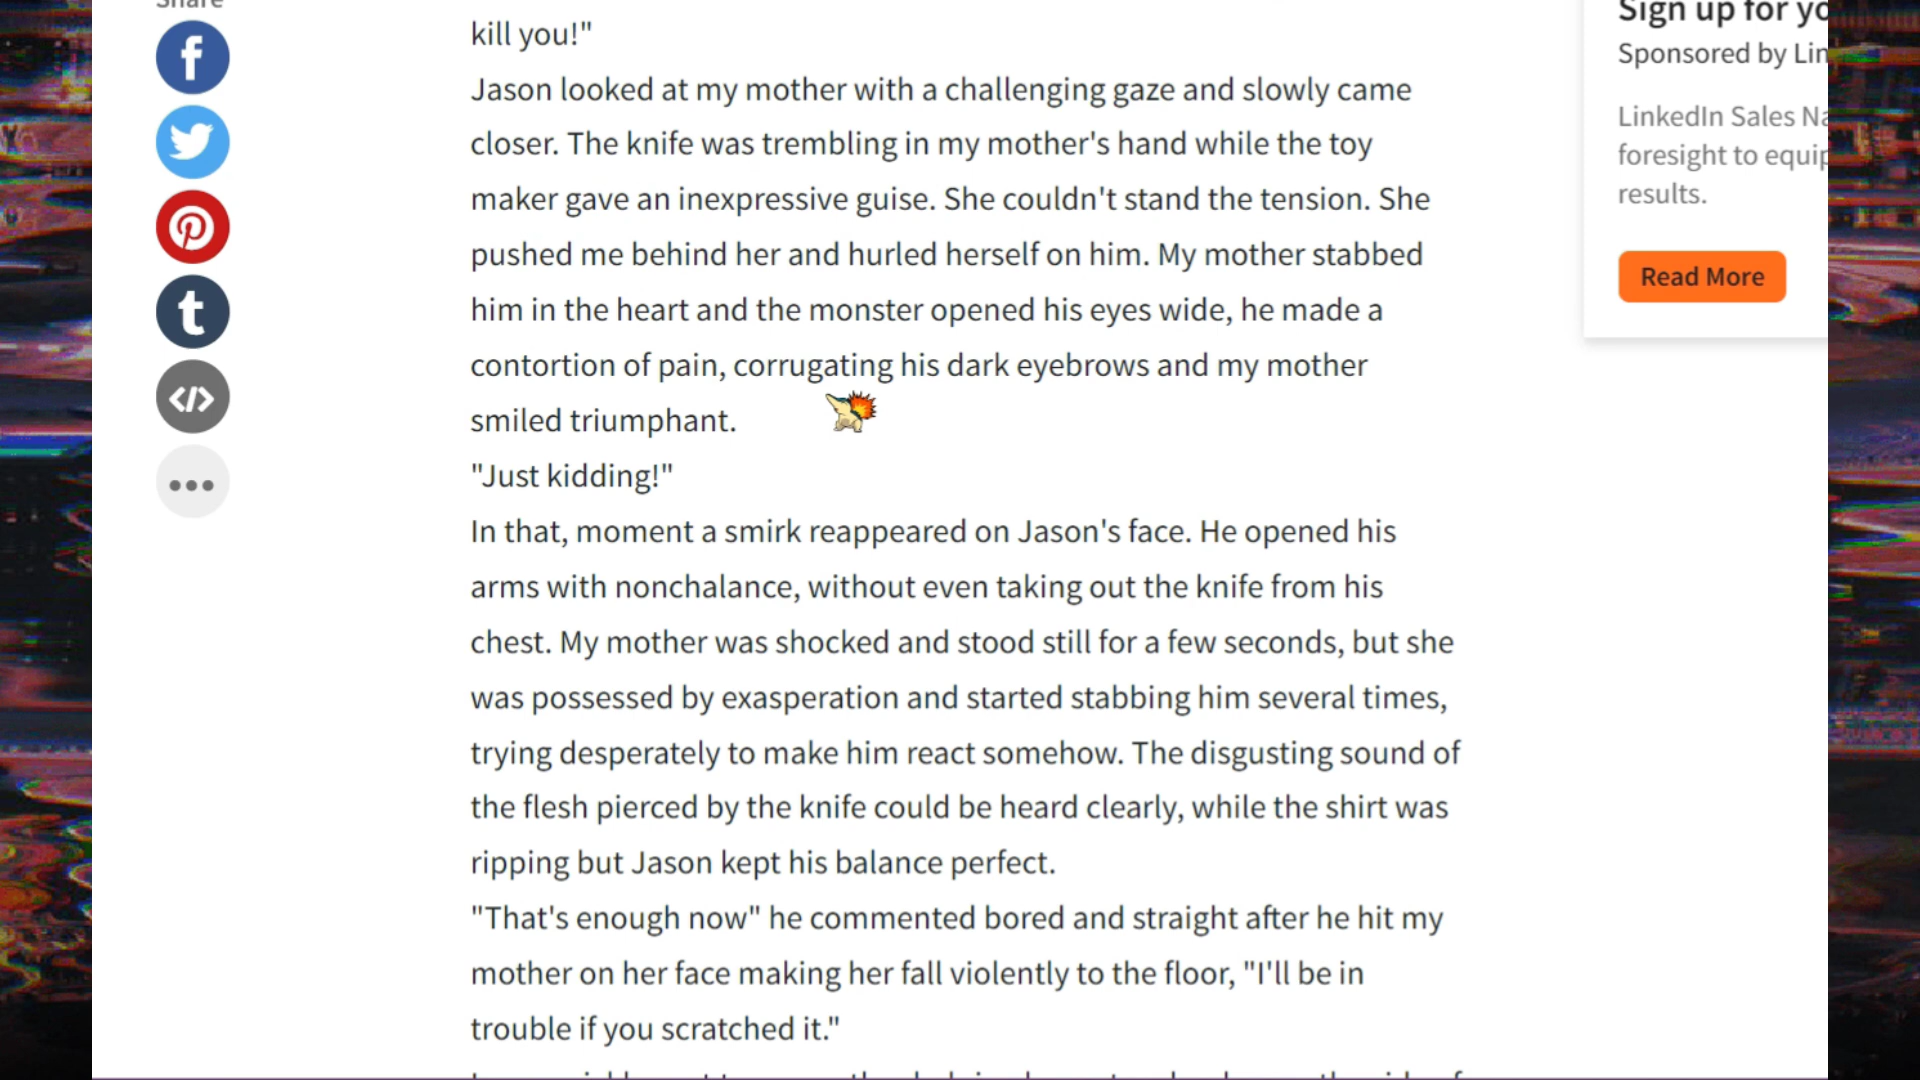 Share
kill you!"
Jason looked at my mother with a challenging gaze and slowly came
closer. The knife was trembling in my mother's hand while the toy
maker gave an inexpressive guise. She couldn't stand the tension. She
pushed me behind her and hurled herself on him. My mother stabbed
him in the heart and the monster opened his eyes wide, he made a
contortion of pain, corrugating his dark eyebrows and my mother
smiled triumphant.
"Just kidding!"
In that, moment a smirk reappeared on Jason's face. He opened his
arms with nonchalance, without even taking out the knife from his
chest. My mother was shocked and stood still for a few seconds, but she
was possessed by exasperation and started stabbing him several times,
trying desperately to make him react somehow. The disgusting sound of
the flesh pierced by the knife could be heard clearly, while the shirt was
ripping but Jason kept his balance perfect.
"That's enough now" he commented bored and straight after he hit my
mother on her face making her fall violently to the floor, "I'll be in
trouble if you scratched it."
Sign up for yo
Sponsored by Lin
LinkedIn Sales Na
foresight to equip
results.
Read More